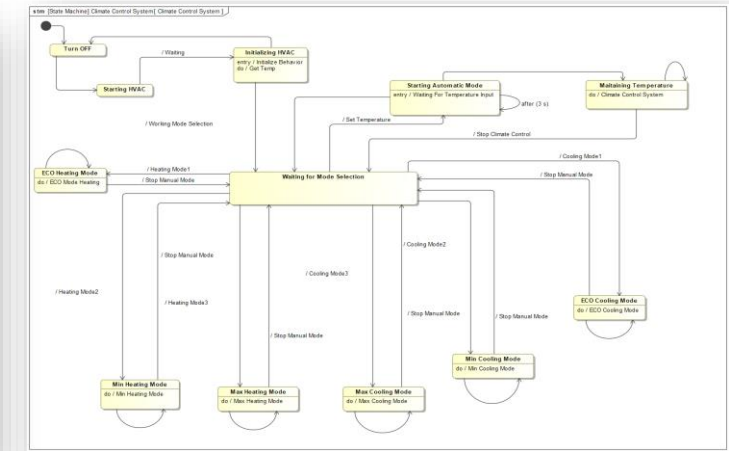 stm [State Machine] Climate Control System[ Climate Control System ]
Turn OFF
/ Waiting
Initializing HVAC
entry / Initialize Behavior
do / Get Temp
Starting HVAC
Starting Automatic Mode
entry / Waiting For Temperature Input
after (3 s)
Maitaining Temperature
do / Climate Control System
/ Working Mode Selection
/ Set Temperature
/ Stop Climate Control
/ Cooling Mode1
ECO Heating Mode
do / ECO Mode Heating
/ Heating Mode1
/ Stop Manual Mode
Waiting for Mode Selection
/ Stop Manual Mode
/ Stop Manual Mode
/ Cooling Mode2
/ Cooling Mode3
/ Heating Mode2
/ Heating Mode3
/ Stop Manual Mode
/ Stop Manual Mode
/ Stop Manual Mode
ECO Cooling Mode
do / ECO Cooling Mode
Min Cooling Mode
do / Min Cooling Mode
Min Heating Mode
do / Min Heating Mode
Max Heating Mode
do / Max Heating Mode
Max Cooling Mode
do / Max Cooling Mode